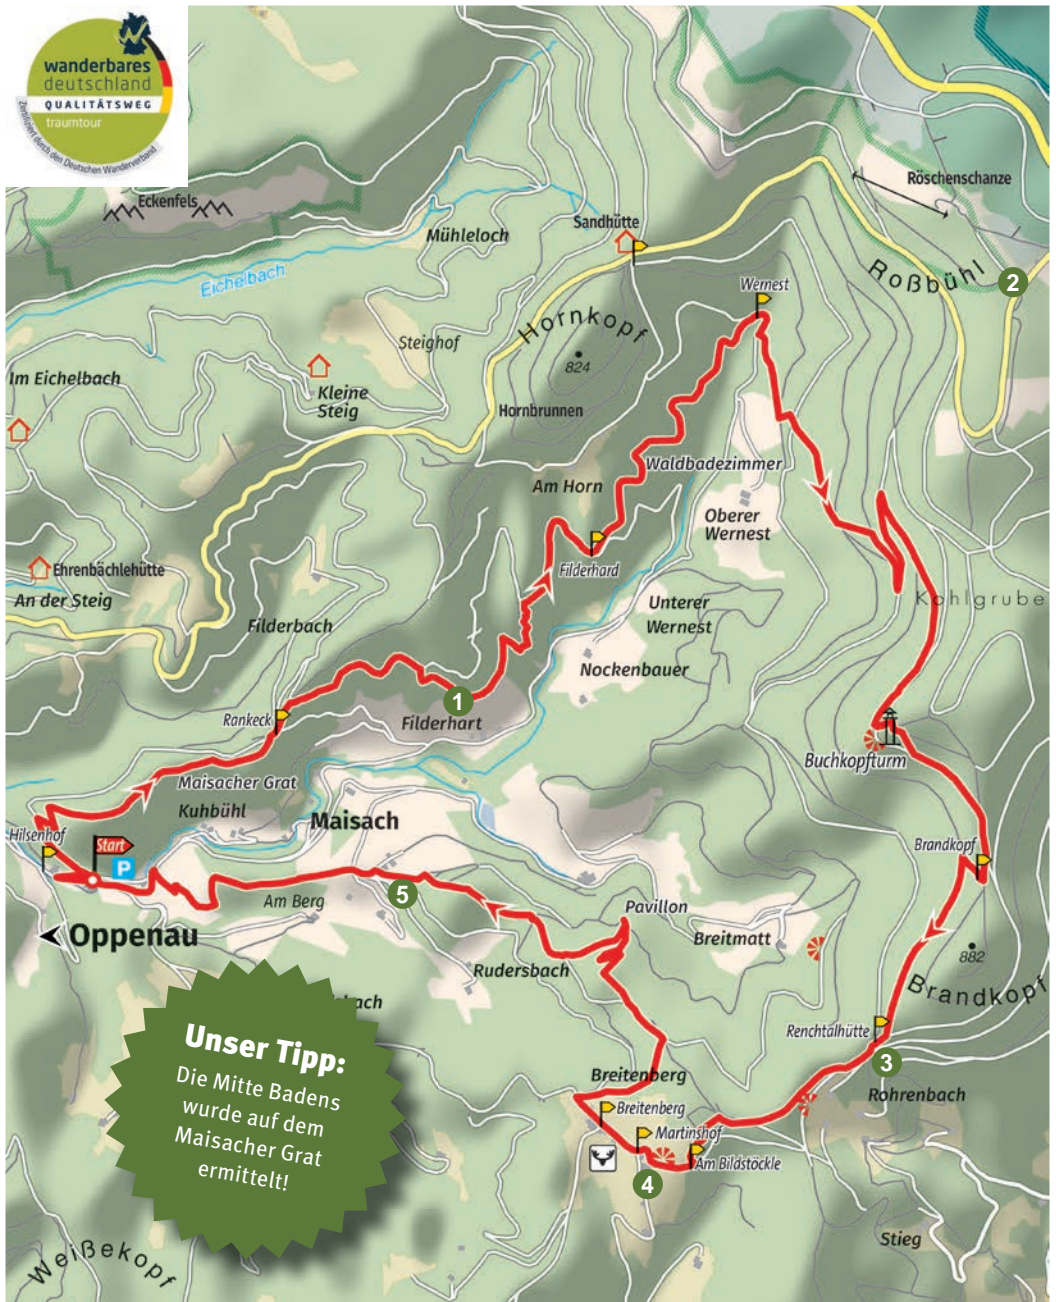 wanderbares
deutschland
QUALITÄTSWEG
traumtour
Zertifiziert durch den Deutschen Wanderverband
Eckenfels
Röschenschanze
Sandhütte
Mühleloch
Eichelbach
Roßbühl
2
Wernest
Hornkopf
Steighof
824
Im Eichelbach
Kleine
Steig
Hornbrunnen
Waldbadezimmer
Am Horn
Oberer
Wernest
Ehrenbächlehütte
Filderhard
An der Steig
Kohlgrube
Unterer
Wernest
Filderbach
Nockenbauer
1
Rankeck
Filderhart
Buchkopfturm
Maisacher Grat
Kuhbühl
Maisach
Hilsenhof
Start
P
Brandkopf
5
Am Berg
Pavillon
Oppenau
Breitmatt
882
Rudersbach
Brandkopf
bach
Renchtalhütte
Unser Tipp:
Die Mitte Badens
wurde auf dem
Maisacher Grat
ermittelt!
3
Breitenberg
Rohrenbach
Breitenberg
Martinshof
Am Bildstöckle
4
Stieg
Weißekopf